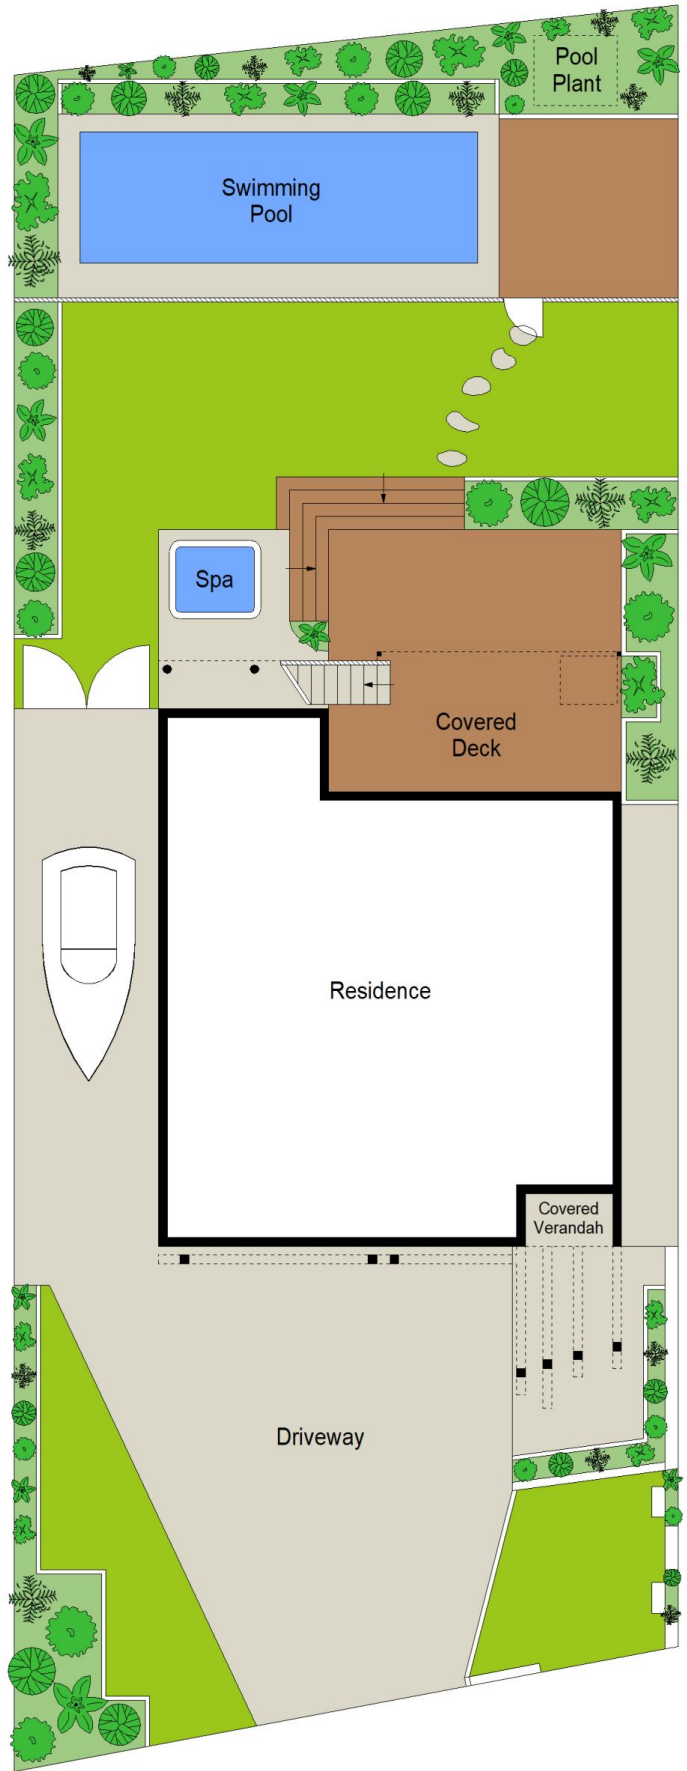 Pool
Plant
Swimming
Pool
Spa
Covered
Deck
Residence
Covered
Verandah
Driveway